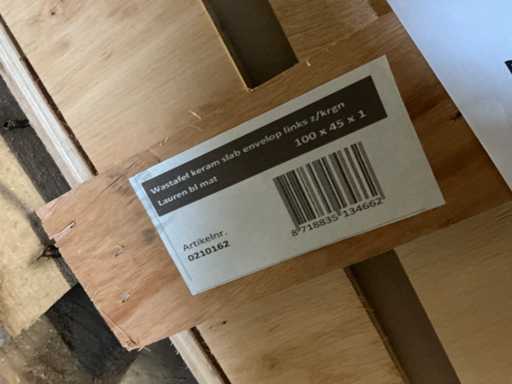 Wastafel keram slab envelop links z/krgn
Lauren bl mat
100 x 45 x 1
Artikelnr.
0210162
8 718835 134662